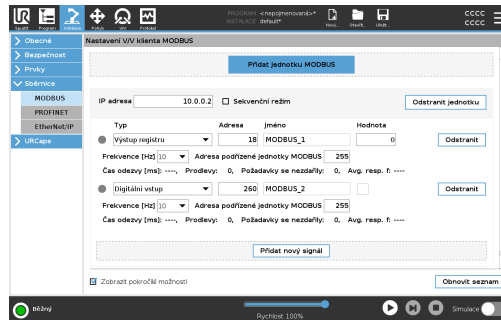 PROGRAM <nepojmenovaná>*
INSTALACE default*
Spustit Program Instalace Pohyb V/V Protokol
Nový... Otevřít... Uložit...
CCCC
CCCC
Obecné
Bezpečnost
Prvky
Sběrnice
MODBUS
PROFINET
EtherNet/IP
URCaps
Nastavení V/V klienta MODBUS
Přidat jednotku MODBUS
IP adresa 10.0.0.2 Sekvenční režim Odstranit jednotku
Typ Adresa Jméno Hodnota
Výstup registru 18 MODBUS_1 0 Odstranit
Frekvence [Hz] 10 Adresa podřízené jednotky MODBUS 255
Čas odezvy [ms]: ----, Prodlevy: 0, Požadavky se nezdařily: 0, Avg. resp. f: ----
Digitální vstup 260 MODBUS_2 Odstranit
Frekvence [Hz] 10 Adresa podřízené jednotky MODBUS 255
Čas odezvy [ms]: ----, Prodlevy: 0, Požadavky se nezdařily: 0, Avg. resp. f: ----
Přidat nový signál
Zobrazit pokročilé možnosti
Obnovit seznam
Běžný
Rychlost 100%
Simulace